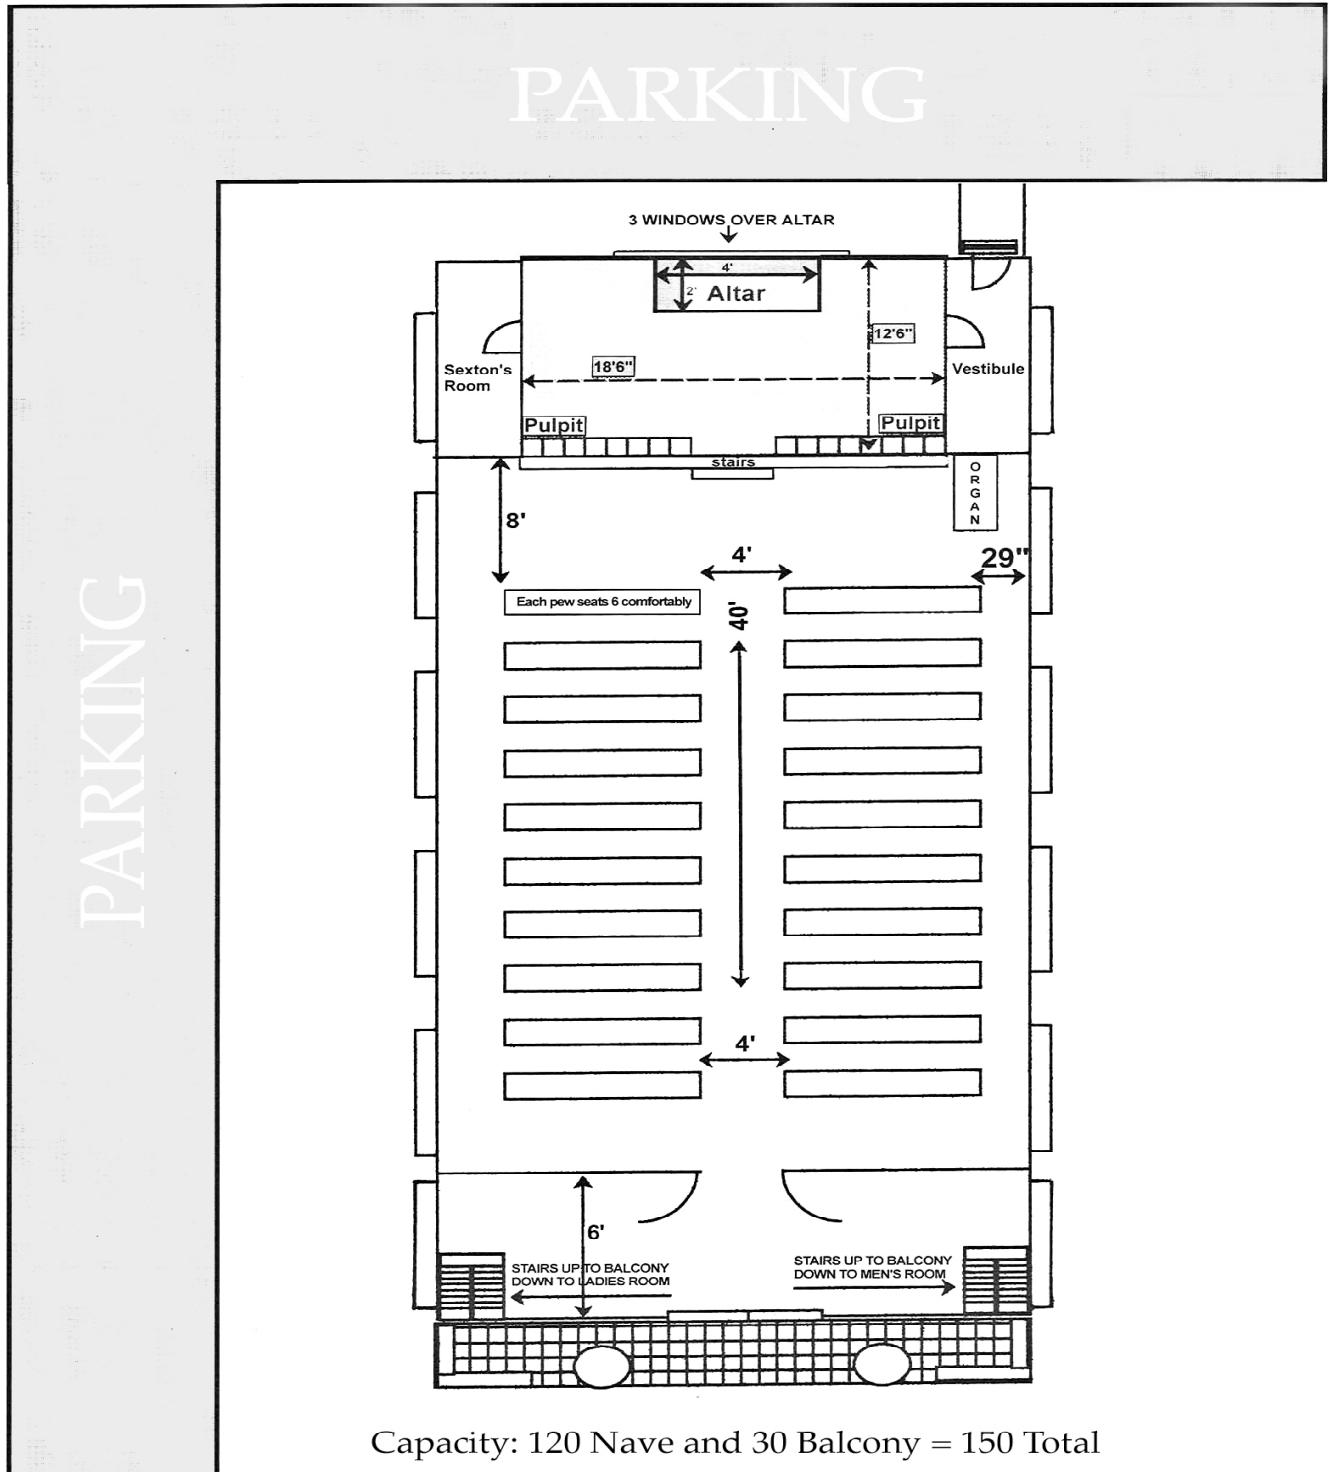 PARKING
3 WINDOWS OVER ALTAR
4'
2'
Altar
12'6"
18'6"
Sexton's
Room
Vestibule
Pulpit
Pulpit
stairs
ORGAN
8'
4'
29"
Each pew seats 6 comfortably
40'
PARKING
4'
6'
STAIRS UP TO BALCONY
DOWN TO LADIES ROOM
STAIRS UP TO BALCONY
DOWN TO MEN'S ROOM
Capacity: 120 Nave and 30 Balcony = 150 Total